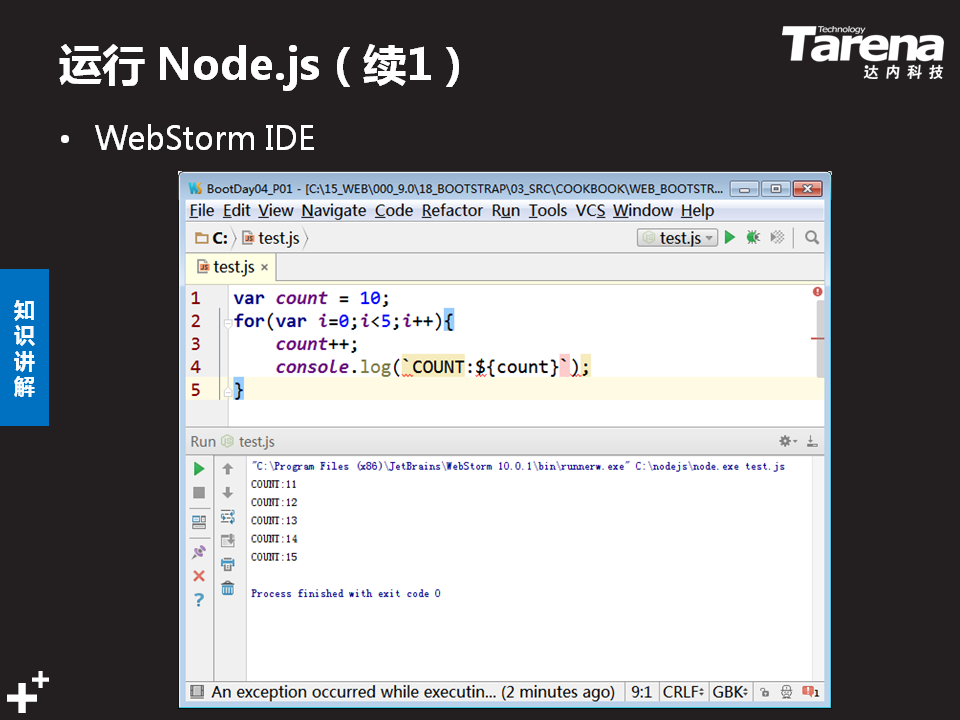 运行 Node.js（续1）
Technology
Tarena
达内科技
• WebStorm IDE
知识讲解
BootDay04_P01 - [C:\15_WEB\000_9.0\18_BOOTSTRAP\03_SRC\COOKBOOK\WEB_BOOTSTR...
File Edit View Navigate Code Refactor Run Tools VCS Window Help
C: test.js test.js
test.js ×
1 var count = 10;
2 for(var i=0;i<5;i++){
3 count++;
4 console.log(`COUNT:${count}`);
5 }
Run test.js
"C:\Program Files (x86)\JetBrains\WebStorm 10.0.1\bin\runnerw.exe" C:\nodejs\node.exe test.js
COUNT:11
COUNT:12
COUNT:13
COUNT:14
COUNT:15
Process finished with exit code 0
An exception occurred while executin... (2 minutes ago) 9:1 CRLF GBK 1